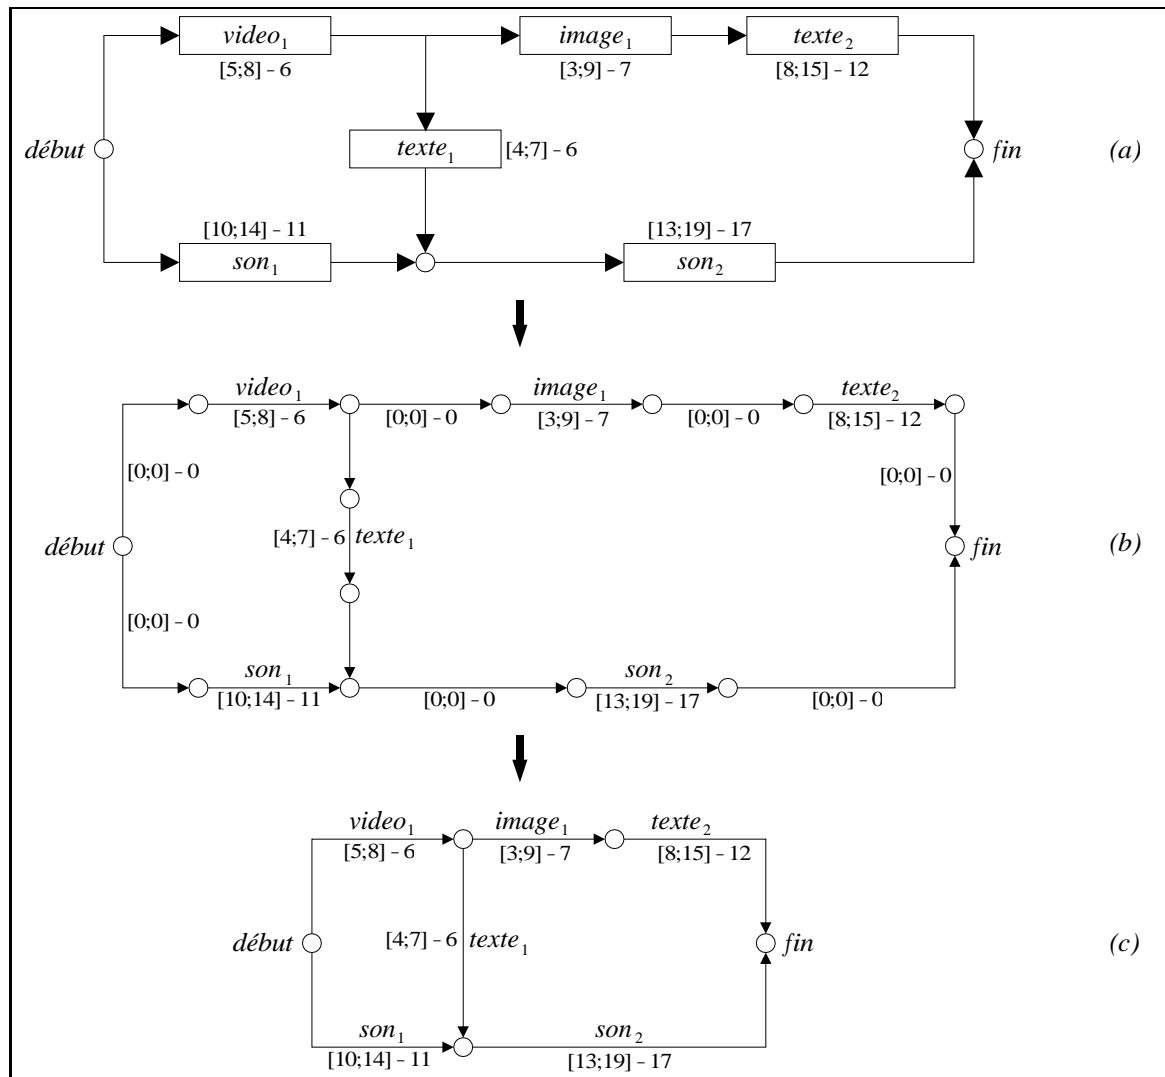 video1 image1 texte2
[5;8] - 6 [3;9] - 7 [8;15] - 12
début texte1 [4;7] - 6 fin (a)
[10;14] - 11 [13;19] - 17
son1 son2
video1 image1 texte2
[5;8] - 6 [0;0] - 0 [3;9] - 7 [0;0] - 0 [8;15] - 12
[0;0] - 0 [0;0] - 0
début [4;7] - 6 texte1 fin (b)
[0;0] - 0
son1 son2
[10;14] - 11 [0;0] - 0 [13;19] - 17 [0;0] - 0
video1 image1 texte2
[5;8] - 6 [3;9] - 7 [8;15] - 12
début [4;7] - 6 texte1 fin (c)
son1 son2
[10;14] - 11 [13;19] - 17